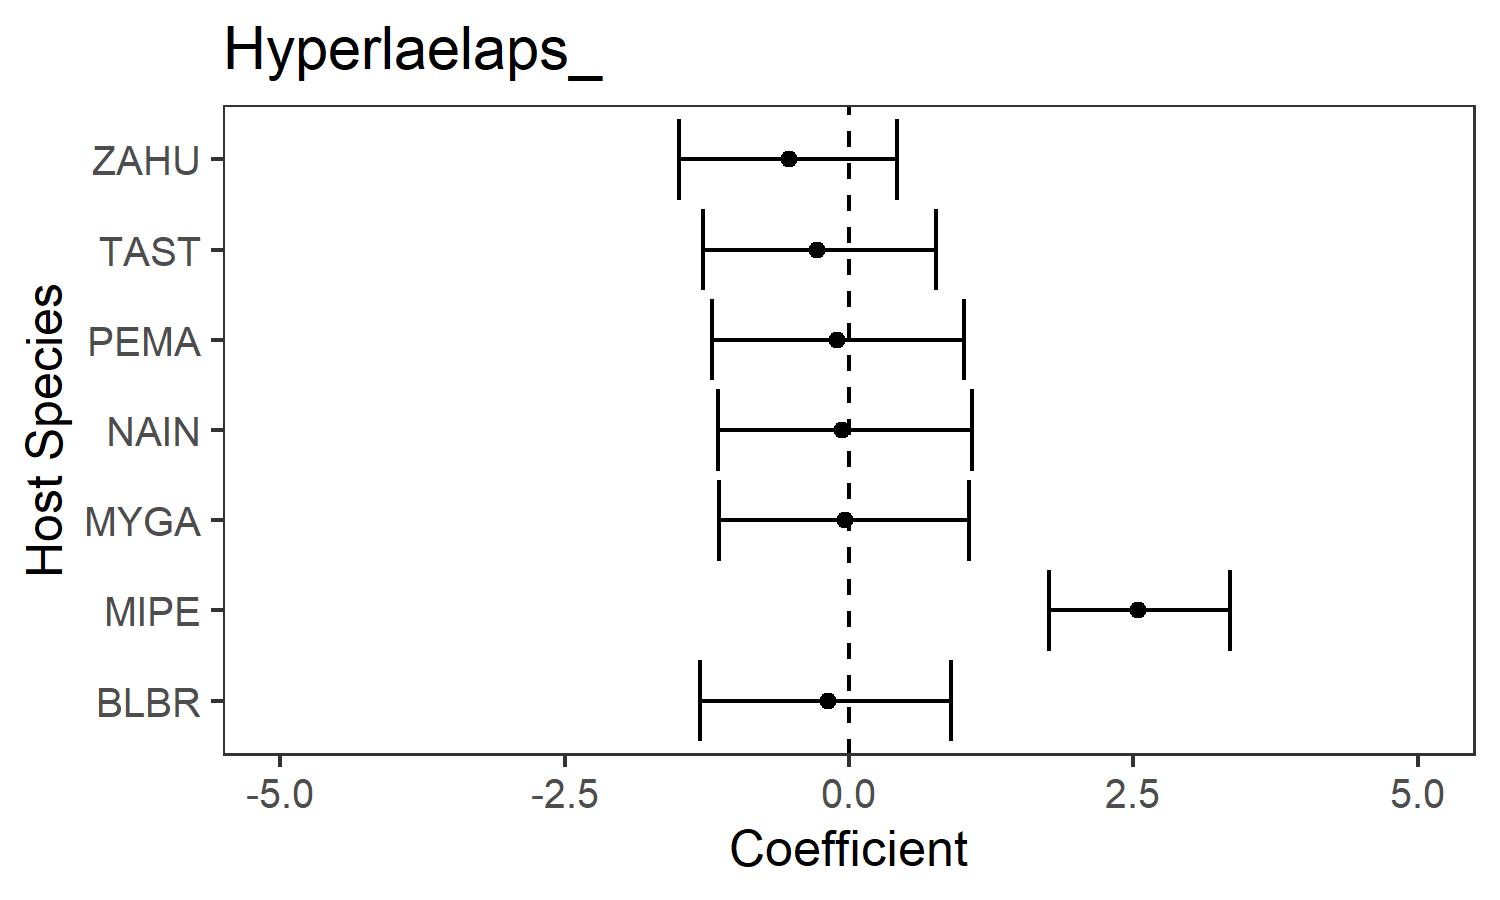 Hyperlaelaps_
Host Species
ZAHU
TAST
PEMA
NAIN
MYGA
MIPE
BLBR
-5.0 -2.5 0.0 2.5 5.0
Coefficient